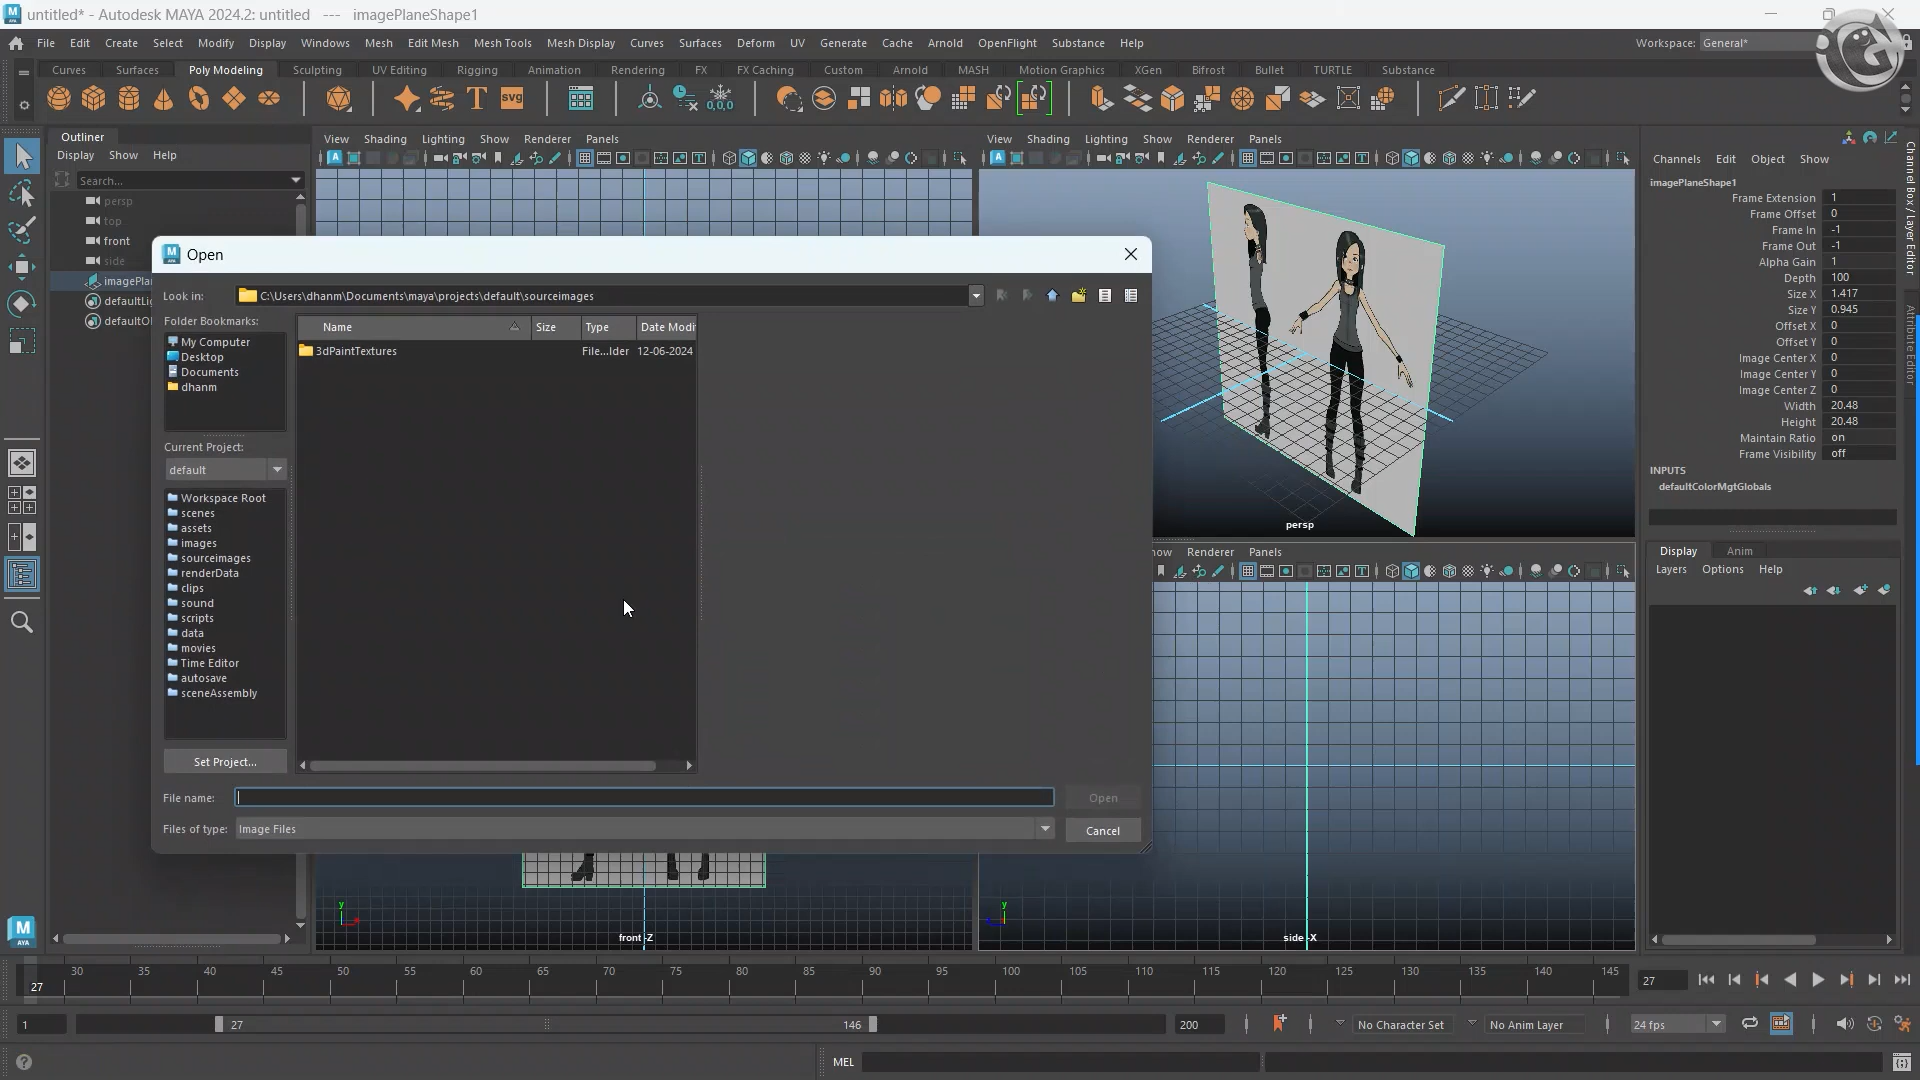 untitled* - Autodesk MAYA 2024.2: untitled --- imagePlaneShape1
File Edit Create Select Modify Display Windows Mesh Edit Mesh Mesh Tools Mesh Display Curves Surfaces Deform UV Generate Cache Arnold OpenFlight Substance Help
Workspace: General*
Curves Surfaces Poly Modeling Sculpting UV Editing Rigging Animation Rendering FX FX Caching Custom Arnold MASH Motion Graphics XGen Bifrost Bullet TURTLE Substance
T SVG 0,0,0
Outliner
Display Show Help
Search...
persp
top
front
side
imagePla
defaultLi
defaultOl
View Shading Lighting Show Renderer Panels
View Shading Lighting Show Renderer Panels
persp
Open
Look in: C:\Users\dhanm\Documents\maya\projects\default\sourceimages
Folder Bookmarks:
My Computer
Desktop
Documents
dhanm
Current Project:
default
Workspace Root
scenes
assets
images
sourceimages
renderData
clips
sound
scripts
data
movies
Time Editor
autosave
sceneAssembly
Set Project...
Name Size Type Date Modi
3dPaintTextures File...lder 12-06-2024
File name: Open
Files of type: Image Files Cancel
how Renderer Panels
front -Z
side -X
Channels Edit Object Show
imagePlaneShape1
Frame Extension 1
Frame Offset 0
Frame In -1
Frame Out -1
Alpha Gain 1
Depth 100
Size X 1.417
Size Y 0.945
Offset X 0
Offset Y 0
Image Center X 0
Image Center Y 0
Image Center Z 0
Width 20.48
Height 20.48
Maintain Ratio on
Frame Visibility off
INPUTS
defaultColorMgtGlobals
Display Anim
Layers Options Help
Channel Box / Layer Editor
Attribute Editor
30 35 40 45 50 55 60 65 70 75 80 85 90 95 100 105 110 115 120 125 130 135 140 145
27
27
1 27 146 200 No Character Set No Anim Layer 24 fps
MEL